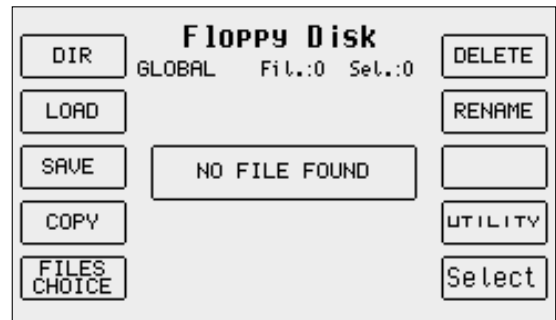 Floppy Disk
GLOBAL Fil.:0 Sel.:0
DIR
LOAD
SAVE
COPY
FILES
CHOICE
NO FILE FOUND
DELETE
RENAME
UTILITY
Select